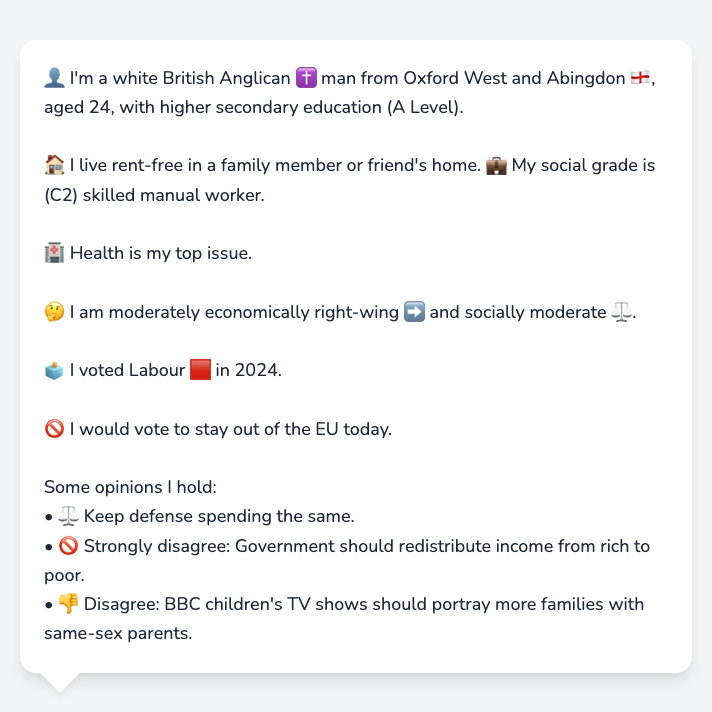 👤 I'm a white British Anglican ✝️ man from Oxford West and Abingdon 🏴󠁧󠁢󠁥󠁮󠁧󠁿,
aged 24, with higher secondary education (A Level).
🏠 I live rent-free in a family member or friend's home. 💼 My social grade is
(C2) skilled manual worker.
🏥 Health is my top issue.
🤔 I am moderately economically right-wing ➡️ and socially moderate ⚖️.
🗳️ I voted Labour 🟥 in 2024.
🚫 I would vote to stay out of the EU today.
Some opinions I hold:
• ⚖️ Keep defense spending the same.
• 🚫 Strongly disagree: Government should redistribute income from rich to
poor.
• 👎 Disagree: BBC children's TV shows should portray more families with
same-sex parents.